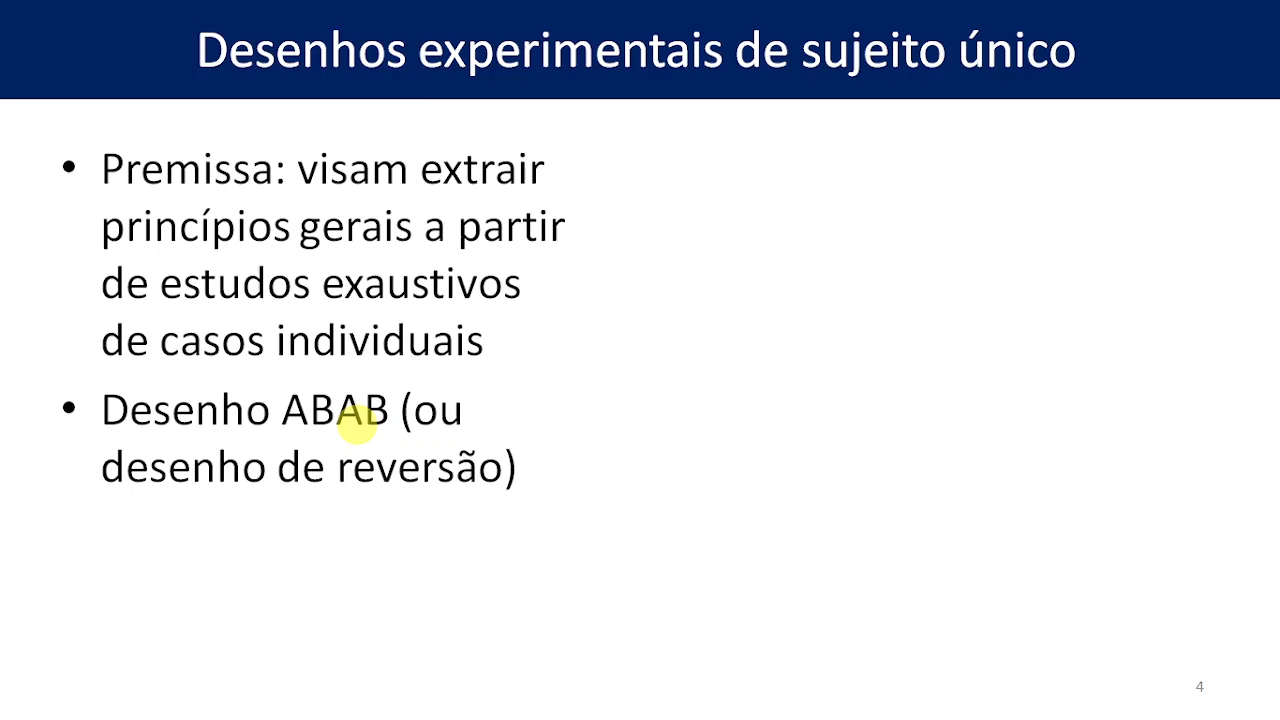 Desenhos experimentais de sujeito único
• Premissa: visam extrair
princípios gerais a partir
de estudos exaustivos
de casos individuais
• Desenho ABAB (ou
desenho de reversão)
4